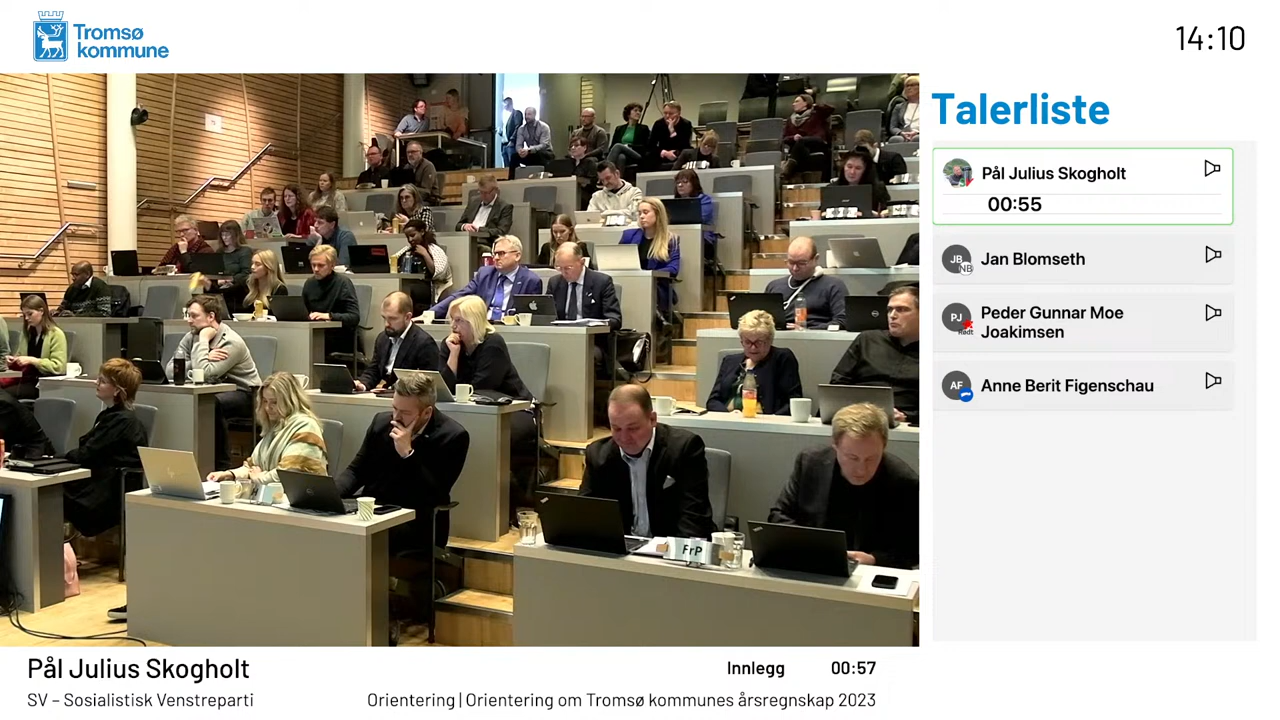 Tromsø
kommune
14:10
Talerliste
Pål Julius Skogholt
00:55
JB
NB
Jan Blomseth
PJ
Rødt
Peder Gunnar Moe
Joakimsen
AF
Anne Berit Figenschau
FrP
Pål Julius Skogholt
Innlegg 00:57
SV – Sosialistisk Venstreparti
Orientering | Orientering om Tromsø kommunes årsregnskap 2023